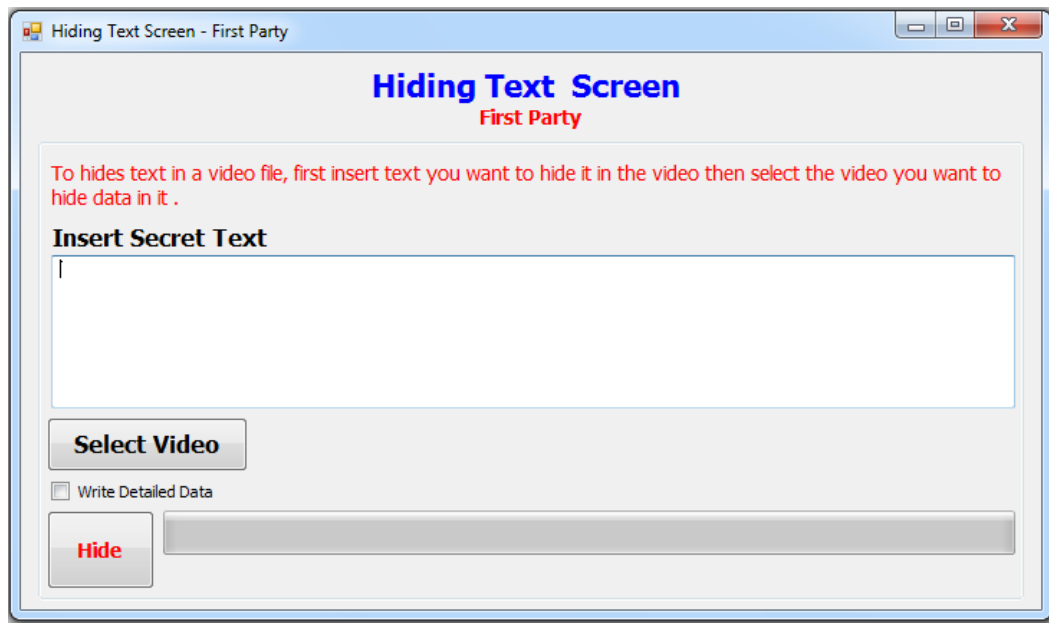 Hiding Text Screen - First Party
Hiding Text Screen
First Party
To hides text in a video file, first insert text you want to hide it in the video then select the video you want to
hide data in it .
Insert Secret Text
Select Video
Write Detailed Data
Hide